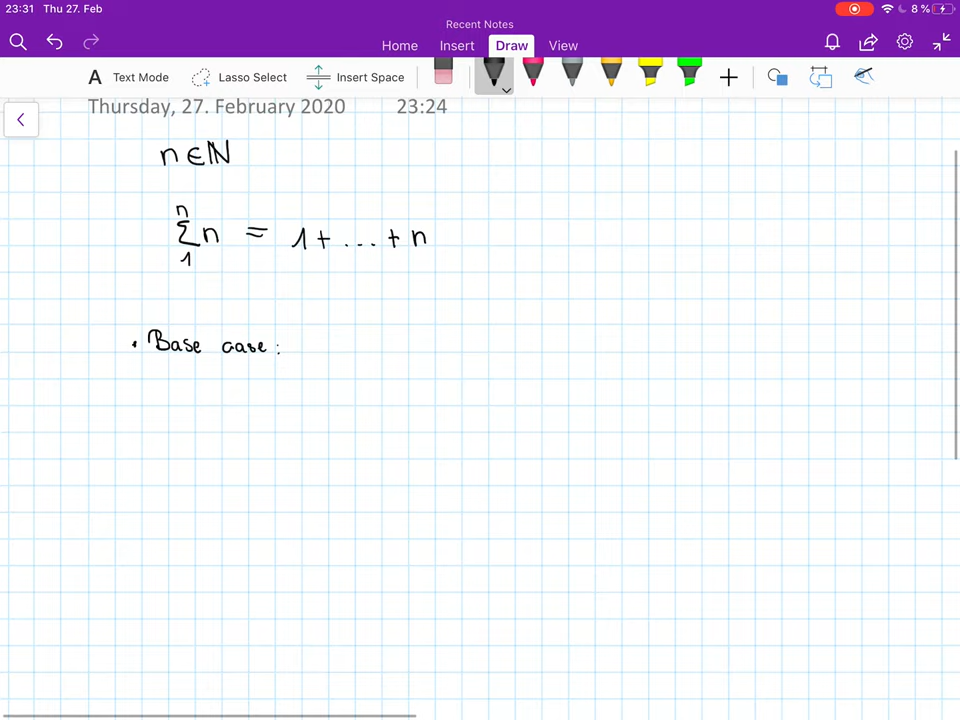 23:31 Thu 27. Feb
8 %
Recent Notes
Home Insert Draw View
A Text Mode Lasso Select Insert Space
Thursday, 27. February 2020 23:24
n ∈ ℕ
n
Σ n = 1 + ... + n
1
• Base case :